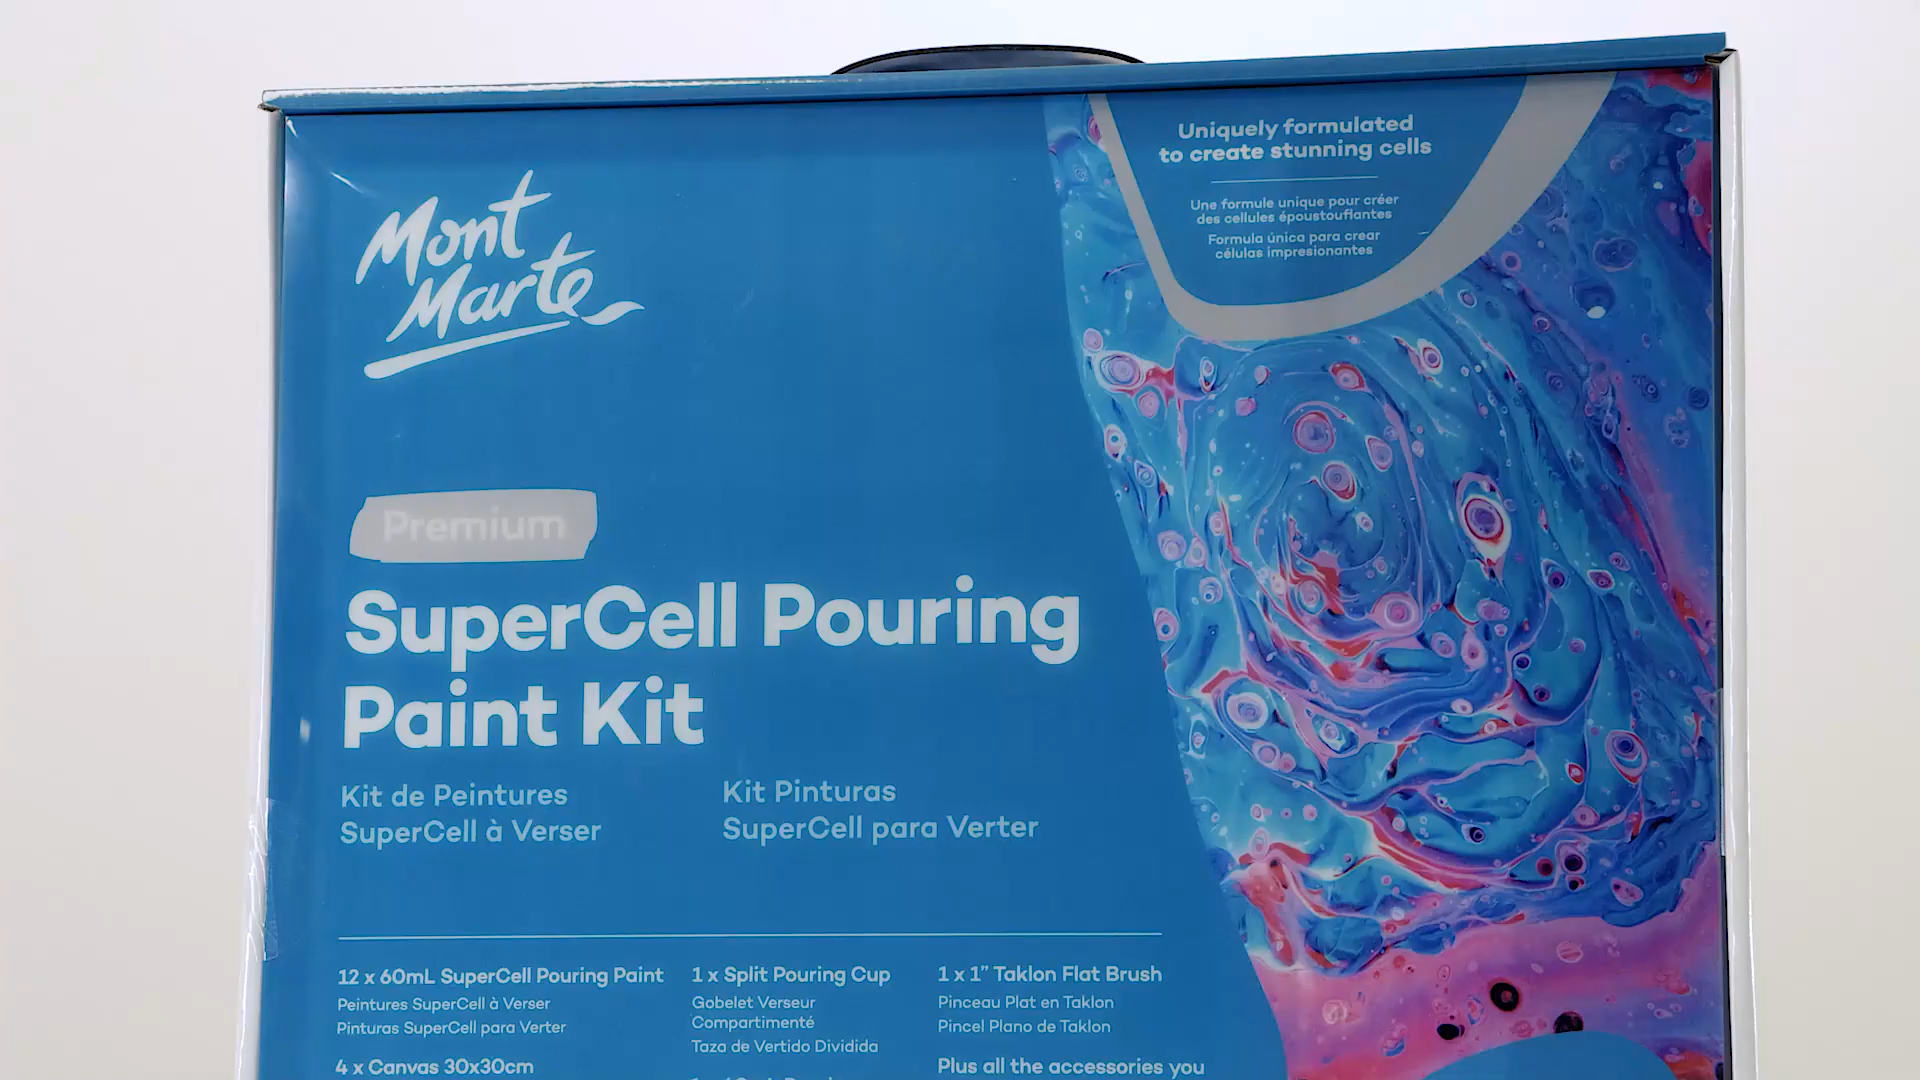 Uniquely formulated
to create stunning cells
Une formule unique pour créer
des cellules époustouflantes
Formula única para crear
células impresionantes
Mont
Marte
Premium
SuperCell Pouring
Paint Kit
Kit de Peintures
SuperCell à Verser
Kit Pinturas
SuperCell para Verter
12 x 60mL SuperCell Pouring Paint
Peintures SuperCell à Verser
Pinturas SuperCell para Verter
4 x Canvas 30x30cm
1 x Split Pouring Cup
Gobelet Verseur
Compartimenté
Taza de Vertido Dividida
1 x 1” Taklon Flat Brush
Pinceau Plat en Taklon
Pincel Plano de Taklon
Plus all the accessories you